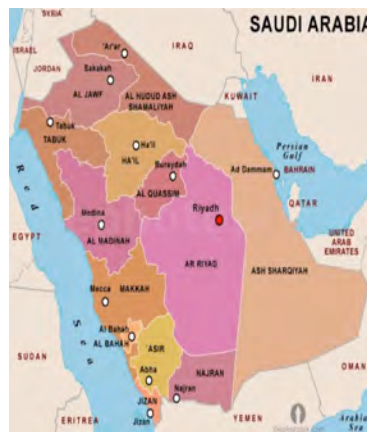 SAUDI ARABIA
SYRIA
IRAQ
IRAN
ISRAEL
JORDAN
'Ar'ar
Sakakah
AL JAWF
AL HUDUD ASH
SHAMALIYAH
KUWAIT
Tabuk
TABUK
Ha'il
HA'IL
Buraydah
AL QUASSIM
Persian
Gulf
Ad Dammam
BAHRAIN
QATAR
Riyadh
Medina
AL MADINAH
Red
Sea
EGYPT
UNITED
ARAB
EMIRATES
AR RIYAD
ASH SHARQIYAH
Mecca
MAKKAH
Al Bahah
AL BAHAH
'ASIR
Abha
NAJRAN
Najran
JIZAN
Jizan
SUDAN
ERITREA
YEMEN
OMAN
Arabian
Sea